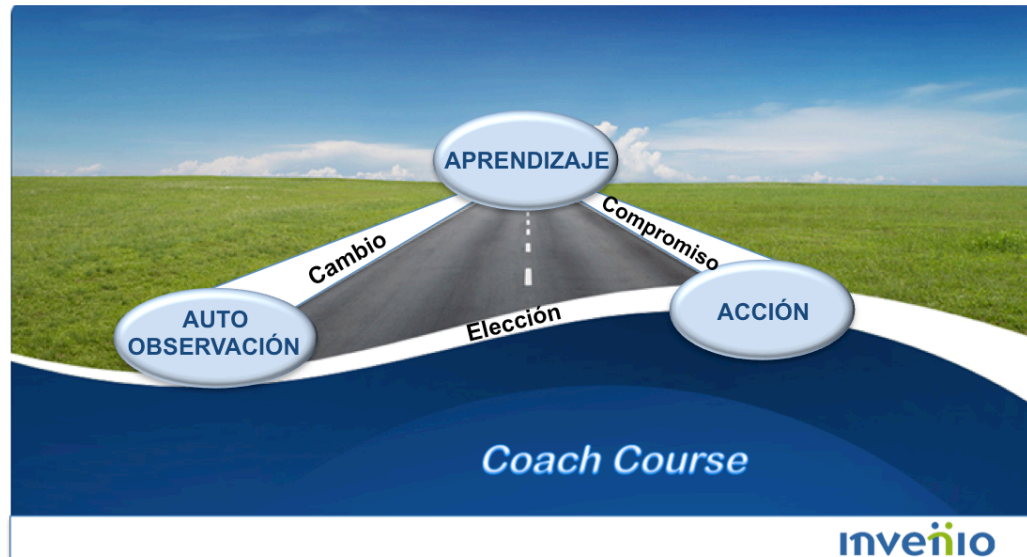 APRENDIZAJE
Cambio
Compromiso
AUTO
OBSERVACIÓN
Elección
ACCIÓN
Coach Course
invenio